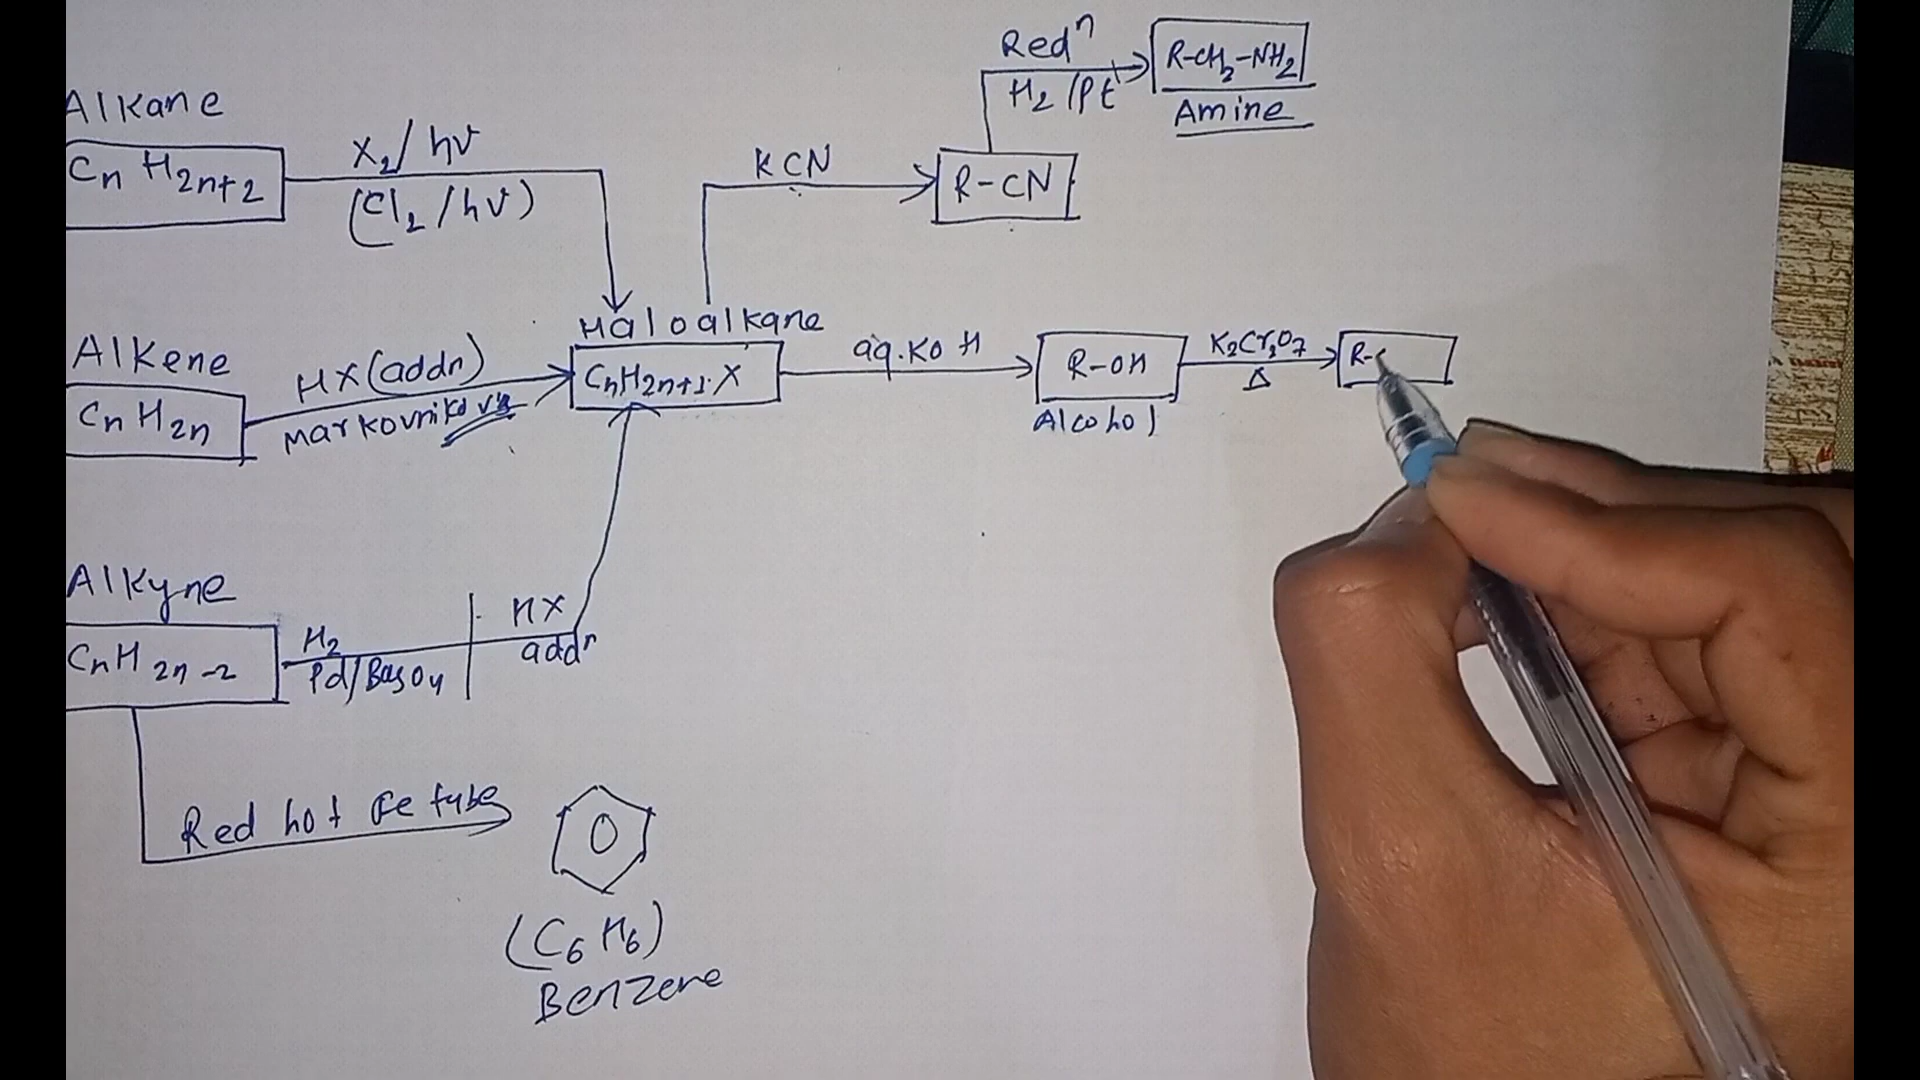 Redⁿ
H₂/Pt
R-CH₂-NH₂
Amine
Alkane
CₙH₂ₙ₊₂
X₂/hν
(Cl₂/hν)
KCN
R-CN
Haloalkane
CₙH₂ₙ₊₁.X
Alkene
CₙH₂ₙ
HX(addn)
Markovnikov's
aq.KOH
R-OH
Alcohol
K₂Cr₂O₇
Δ
R-
Alkyne
CₙH₂ₙ₋₂
H₂
Pd/BaSO₄
HX
addⁿ
Red hot Fe tube
(C₆H₆)
Benzene